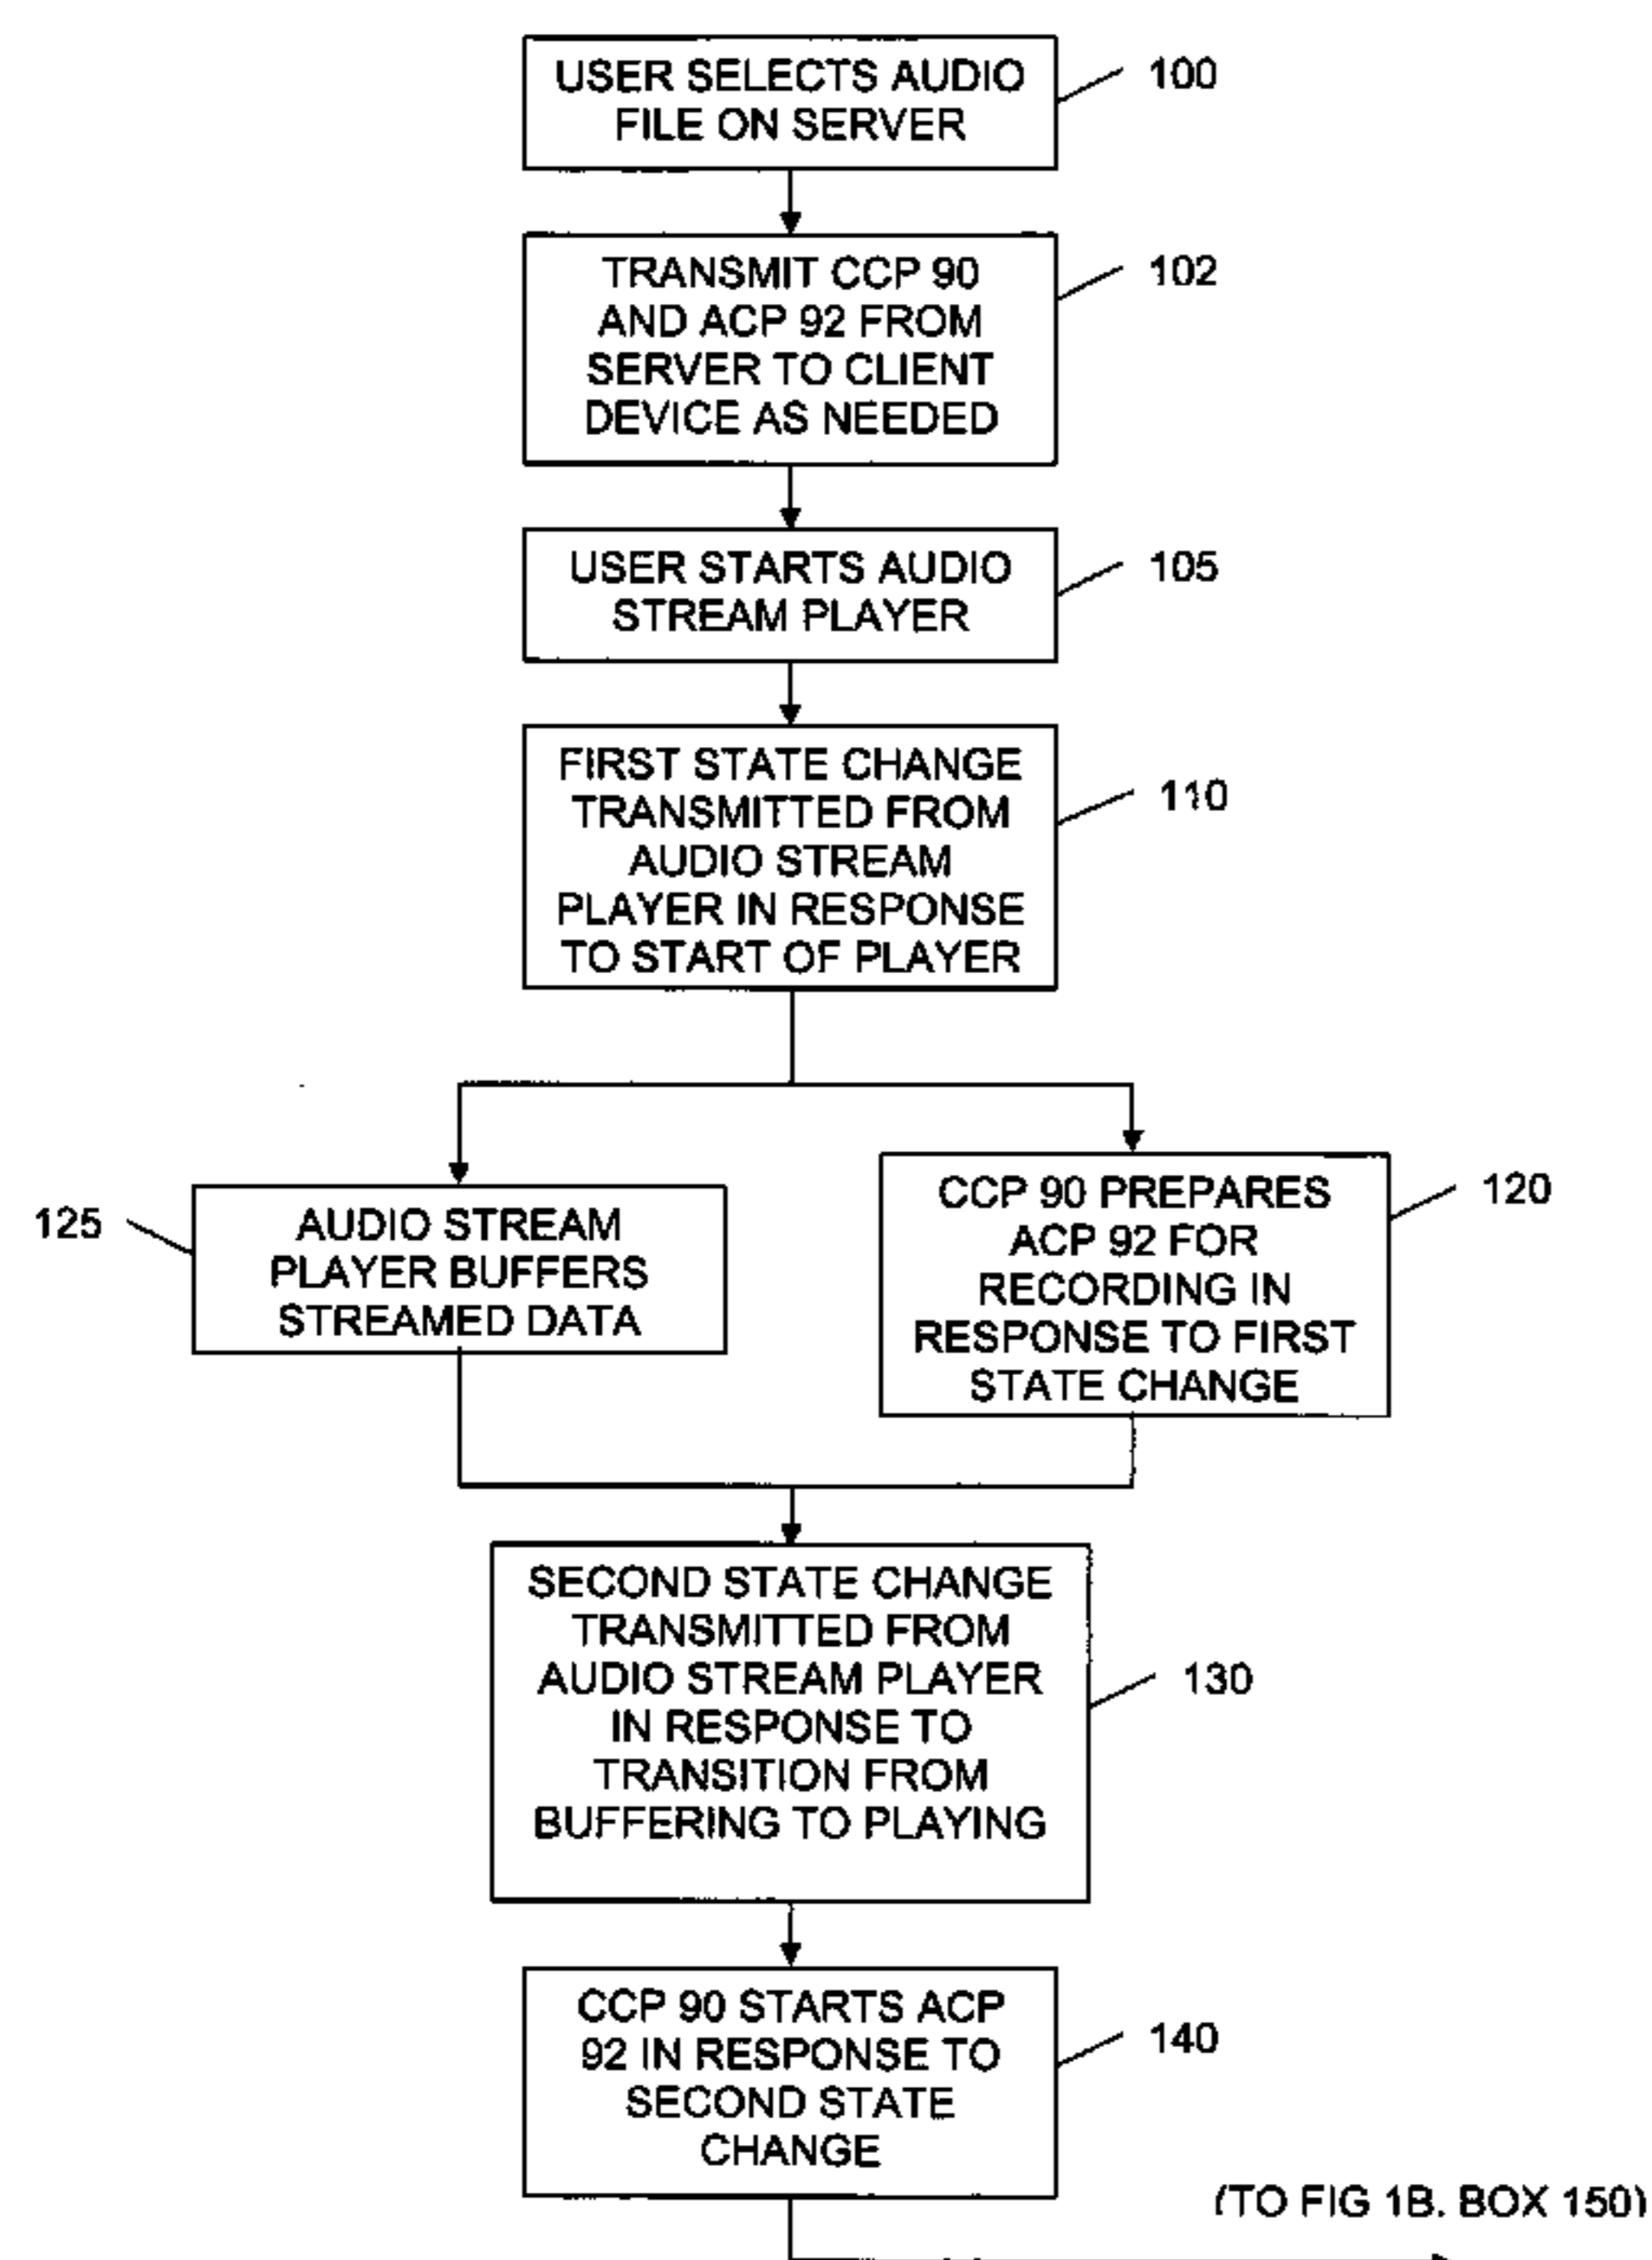 USER SELECTS AUDIO
FILE ON SERVER
100
TRANSMIT CCP 90
AND ACP 92 FROM
SERVER TO CLIENT
DEVICE AS NEEDED
102
USER STARTS AUDIO
STREAM PLAYER
105
FIRST STATE CHANGE
TRANSMITTED FROM
AUDIO STREAM
PLAYER IN RESPONSE
TO START OF PLAYER
110
125
AUDIO STREAM
PLAYER BUFFERS
STREAMED DATA
CCP 90 PREPARES
ACP 92 FOR
RECORDING IN
RESPONSE TO FIRST
STATE CHANGE
120
SECOND STATE CHANGE
TRANSMITTED FROM
AUDIO STREAM PLAYER
IN RESPONSE TO
TRANSITION FROM
BUFFERING TO PLAYING
130
CCP 90 STARTS ACP
92 IN RESPONSE TO
SECOND STATE
CHANGE
140
(TO FIG 1B. BOX 150)